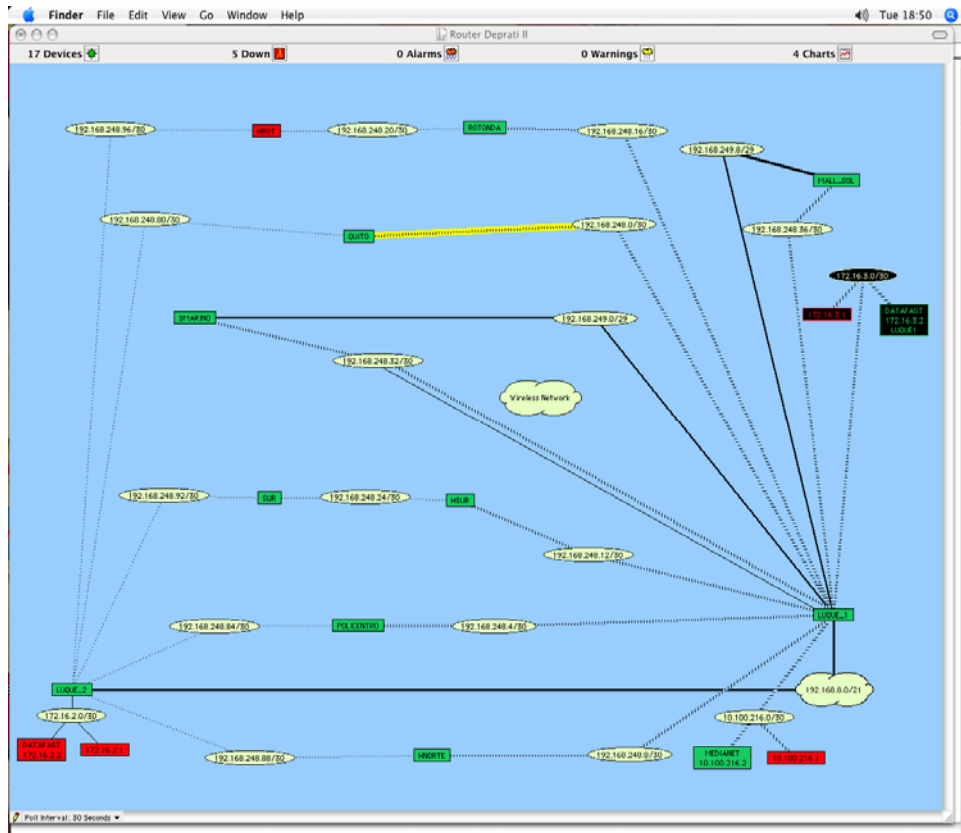 Finder File Edit View Go Window Help
Tue 18:50
Router Deprati II
17 Devices
5 Down
0 Alarms
0 Warnings
4 Charts
192.168.248.96/30
192.168.248.20/30
ROTONDA
192.168.248.16/30
192.168.249.8/29
MALL_SOL
192.168.248.80/30
QUITO
192.168.248.0/30
192.168.248.36/30
172.16.3.0/30
172.16.3.1
DATAFAST
172.16.3.2
LUQUE1
SMARINO
192.168.249.0/29
192.168.248.32/30
Wireless Network
192.168.248.92/30
SUR
192.168.248.24/30
HSUR
192.168.248.12/30
LUQUE_1
192.168.248.84/30
POLICENTRO
192.168.248.4/30
LUQUE_2
192.168.8.0/21
172.16.2.0/30
10.100.216.0/30
DATAFAST
172.16.2.2
172.16.2.1
192.168.248.88/30
HNORTE
192.168.248.8/30
MEDIANET
10.100.216.2
10.100.216.1
Poll Interval: 30 Seconds